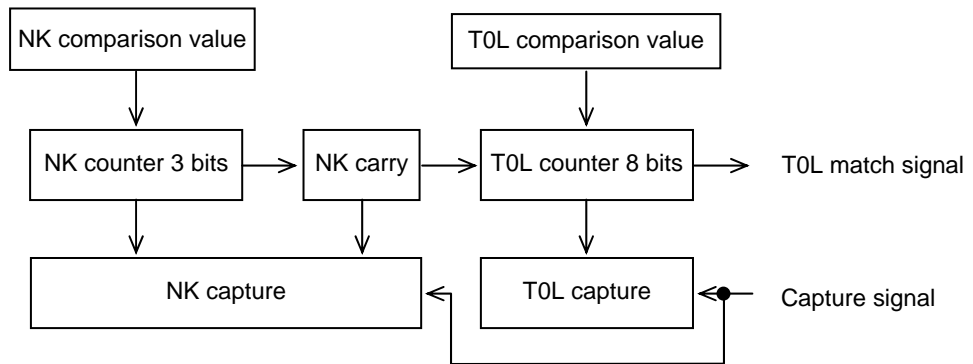 NK comparison value
T0L comparison value
NK counter 3 bits
NK carry
T0L counter 8 bits
T0L match signal
NK capture
T0L capture
Capture signal